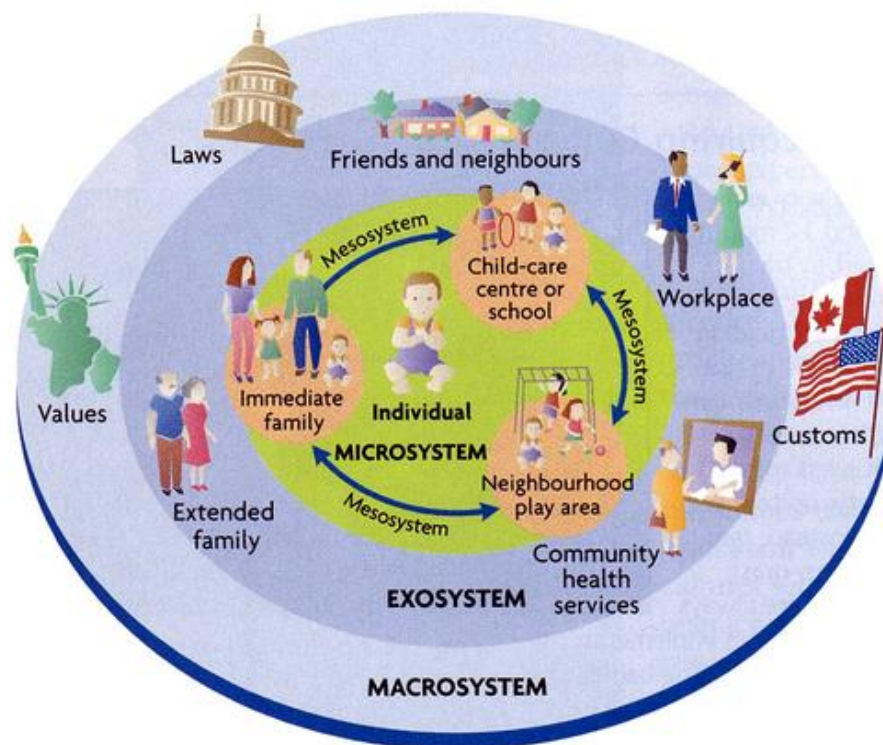 Laws
Friends and neighbours
Mesosystem
Child-care
centre or
school
Workplace
Mesosystem
Values
Immediate
family
Individual
MICROSYSTEM
Customs
Neighbourhood
play area
Mesosystem
Extended
family
Community
health
services
EXOSYSTEM
MACROSYSTEM